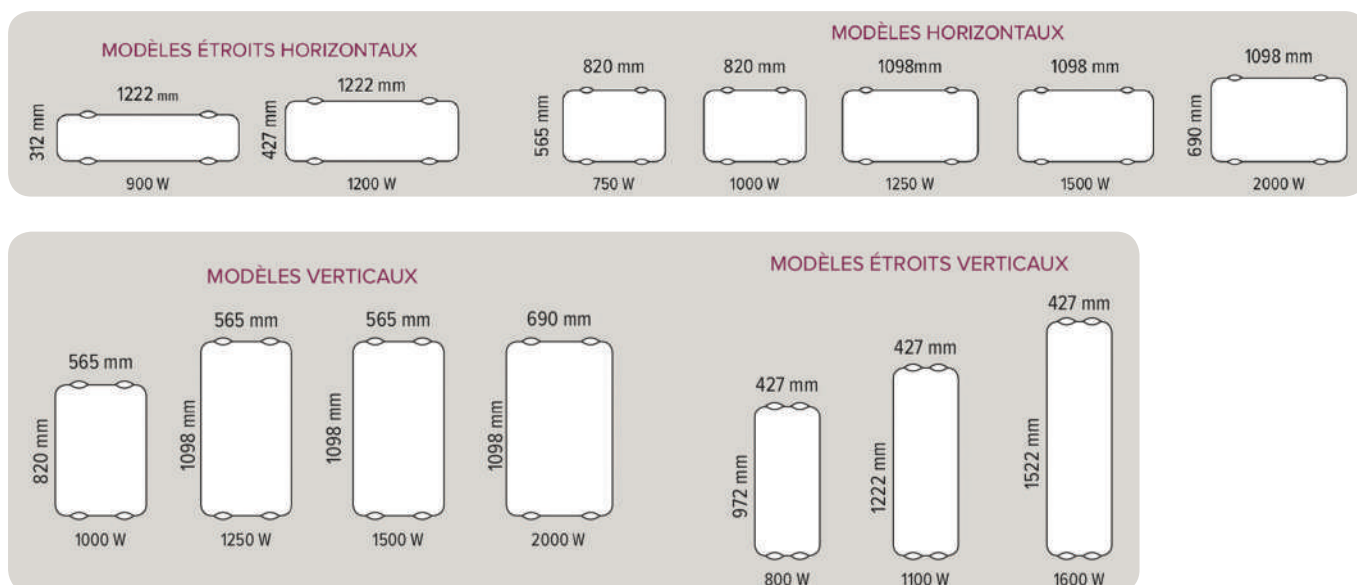 MODÈLES ÉTROITS HORIZONTAUX
1222 mm
312 mm
900 W
1222 mm
427 mm
1200 W
MODÈLES HORIZONTAUX
820 mm
565 mm
750 W
820 mm
1000 W
1098mm
1250 W
1098 mm
1500 W
1098 mm
690 mm
2000 W
MODÈLES VERTICAUX
565 mm
820 mm
1000 W
565 mm
1098 mm
1250 W
565 mm
1098 mm
1500 W
690 mm
1098 mm
2000 W
MODÈLES ÉTROITS VERTICAUX
427 mm
972 mm
800 W
427 mm
1222 mm
1100 W
427 mm
1522 mm
1600 W